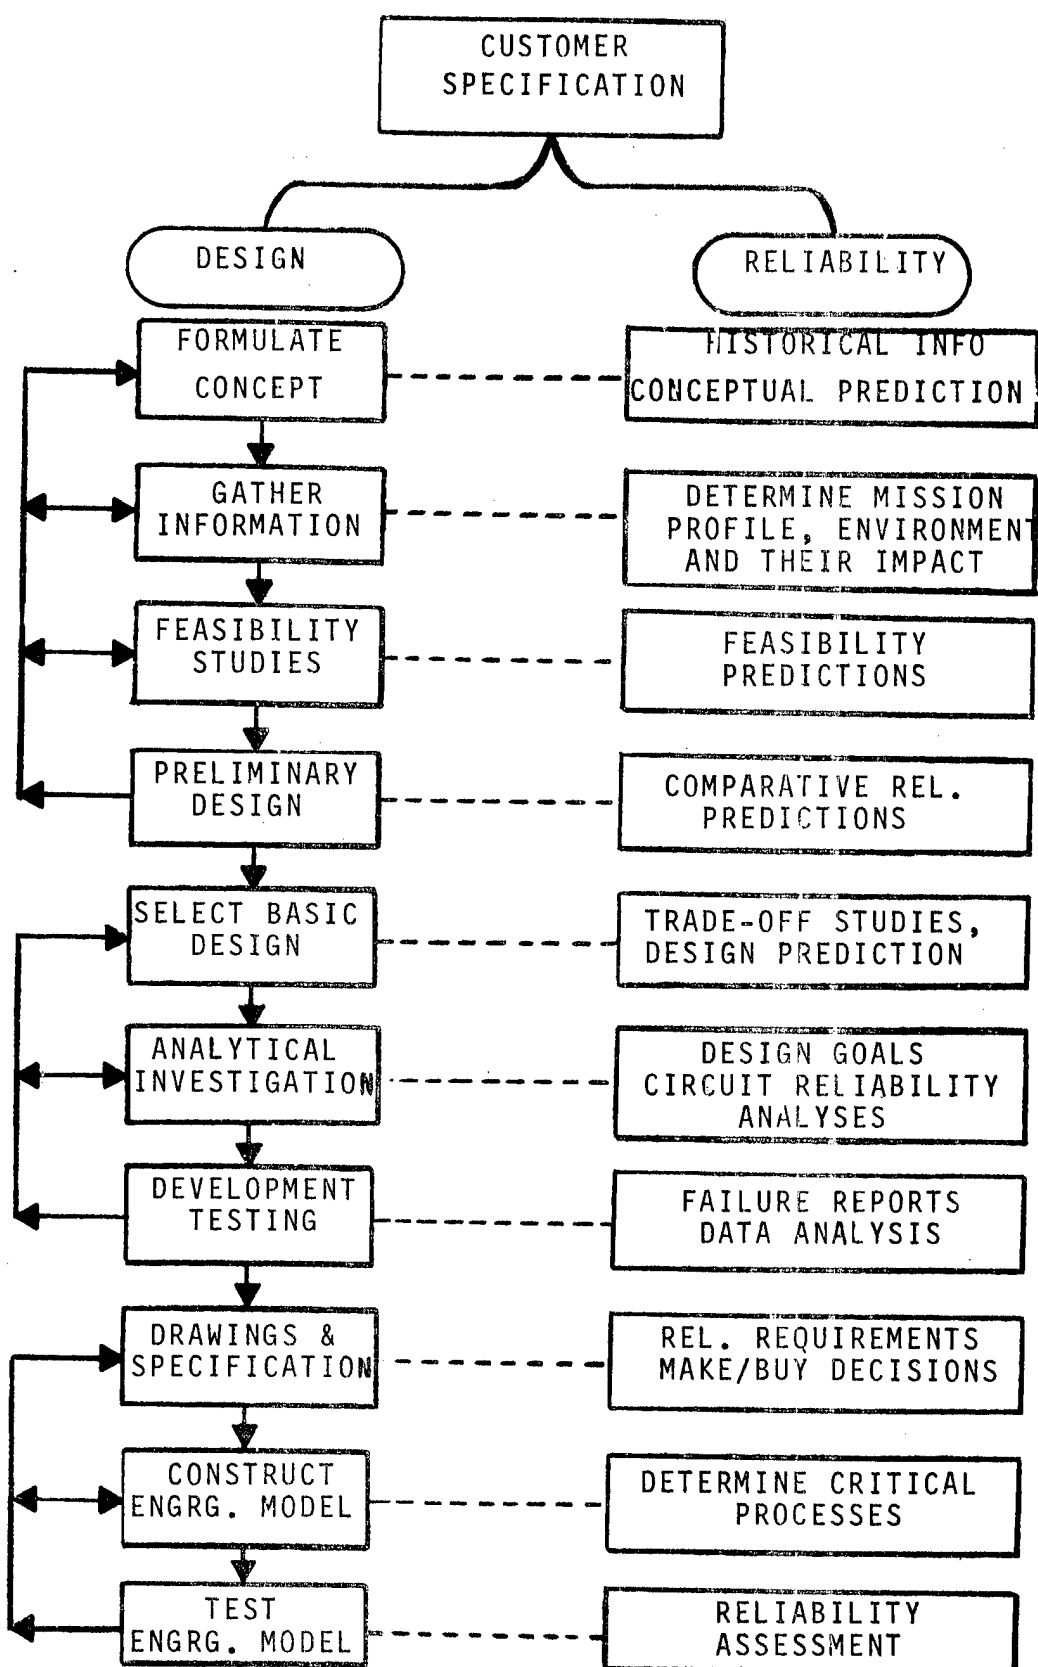 CUSTOMER
SPECIFICATION
DESIGN
RELIABILITY
FORMULATE
CONCEPT
HISTORICAL INFO
CONCEPTUAL PREDICTION
GATHER
INFORMATION
DETERMINE MISSION
PROFILE, ENVIRONMENT
AND THEIR IMPACT
FEASIBILITY
STUDIES
FEASIBILITY
PREDICTIONS
PRELIMINARY
DESIGN
COMPARATIVE REL.
PREDICTIONS
SELECT BASIC
DESIGN
TRADE-OFF STUDIES,
DESIGN PREDICTION
ANALYTICAL
INVESTIGATION
DESIGN GOALS
CIRCUIT RELIABILITY
ANALYSES
DEVELOPMENT
TESTING
FAILURE REPORTS
DATA ANALYSIS
DRAWINGS &
SPECIFICATION
REL. REQUIREMENTS
MAKE/BUY DECISIONS
CONSTRUCT
ENGRG. MODEL
DETERMINE CRITICAL
PROCESSES
TEST
ENGRG. MODEL
RELIABILITY
ASSESSMENT